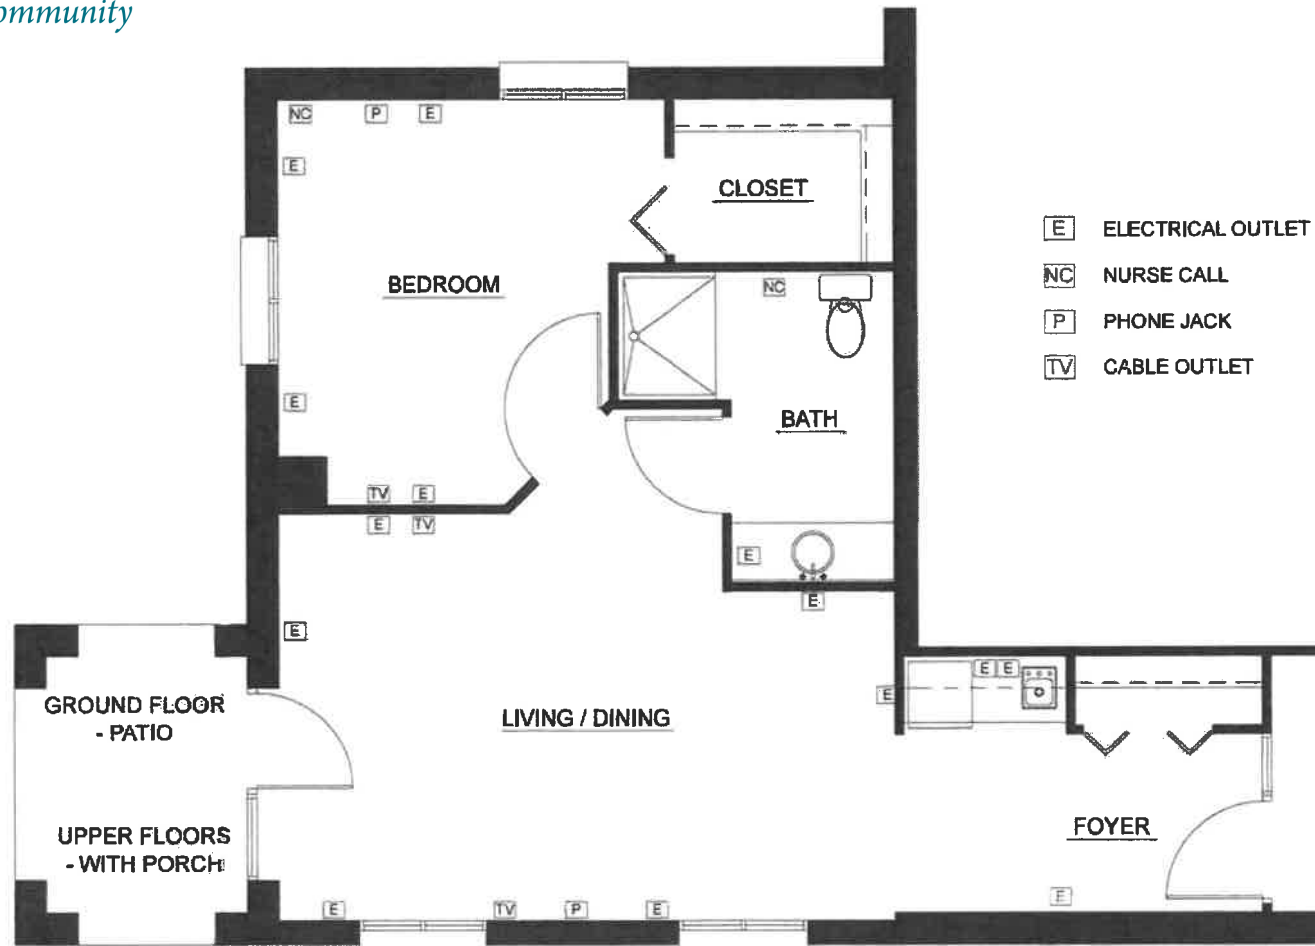 ommunity
NC P E
E
CLOSET
BEDROOM
NC
E ELECTRICAL OUTLET
NC NURSE CALL
P PHONE JACK
TV CABLE OUTLET
E
BATH
TV E
E TV
E
E
E
E E
E
GROUND FLOOR
- PATIO
LIVING / DINING
UPPER FLOORS
- WITH PORCH
FOYER
E
E TV P E